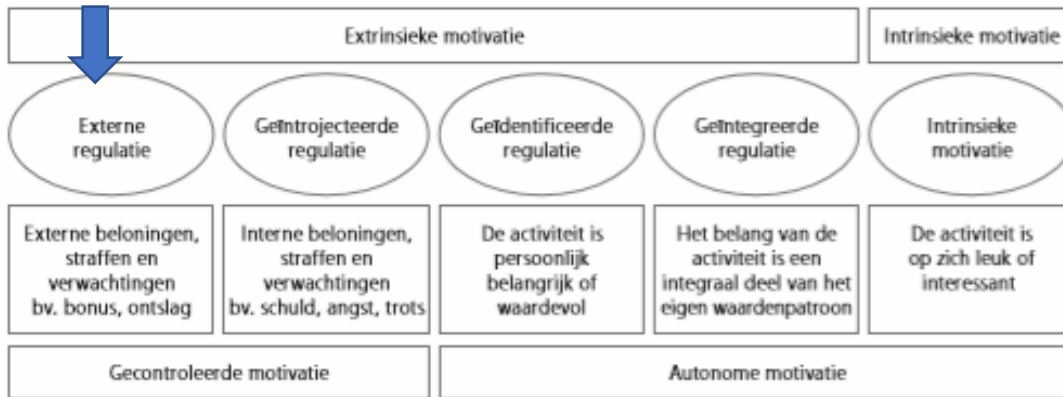 Extrinsieke motivatie
Intrinsieke motivatie
Externe
regulatie
Geïntrojecteerde
regulatie
Geïdentificeerde
regulatie
Geïntegreerde
regulatie
Intrinsieke
motivatie
Externe beloningen,
straffen en
verwachtingen
bv. bonus, ontslag
Interne beloningen,
straffen en
verwachtingen
bv. schuld, angst, trots
De activiteit is
persoonlijk
belangrijk of
waardevol
Het belang van de
activiteit is een
integraal deel van het
eigen waardenpatroon
De activiteit is
op zich leuk of
interessant
Gecontroleerde motivatie
Autonome motivatie